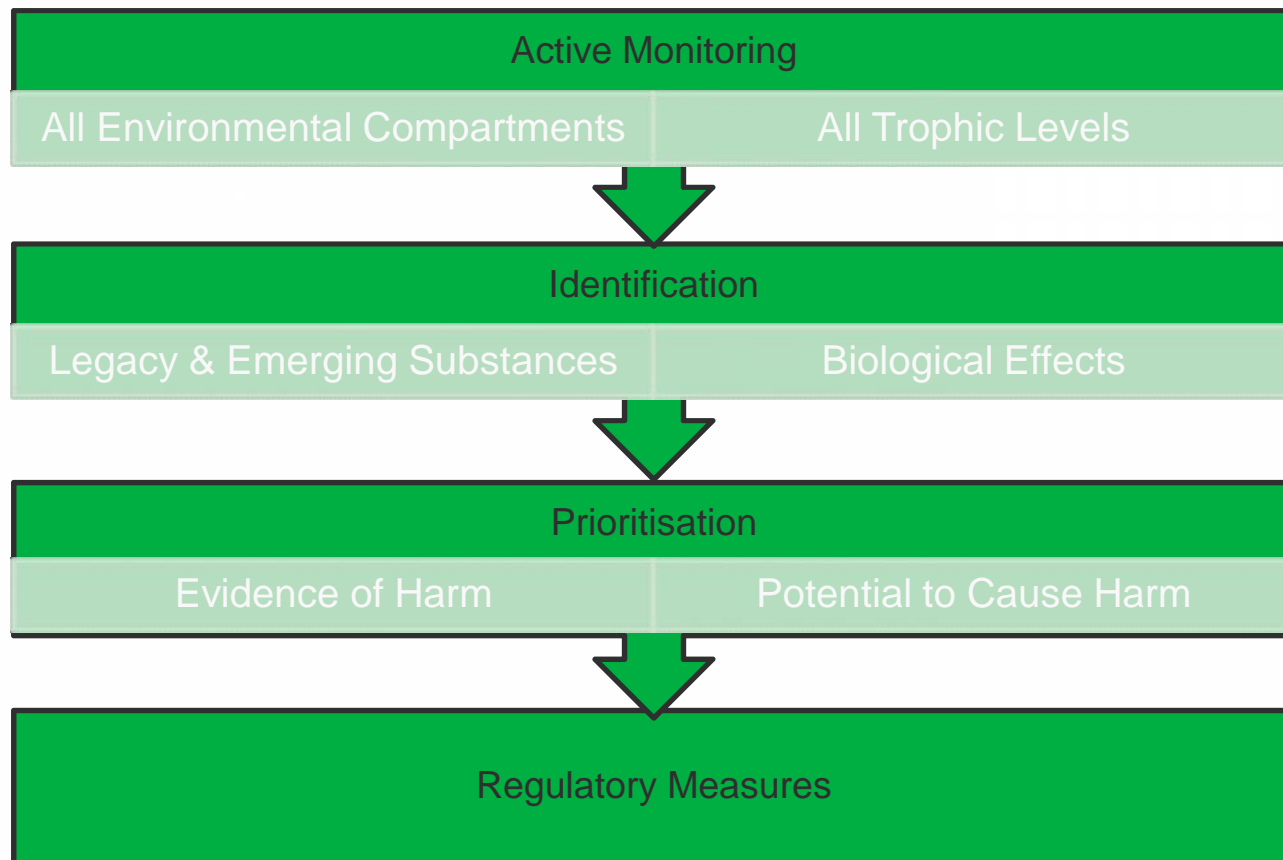 Active Monitoring
All Environmental Compartments
All Trophic Levels
Identification
Legacy & Emerging Substances
Biological Effects
Prioritisation
Evidence of Harm
Potential to Cause Harm
Regulatory Measures